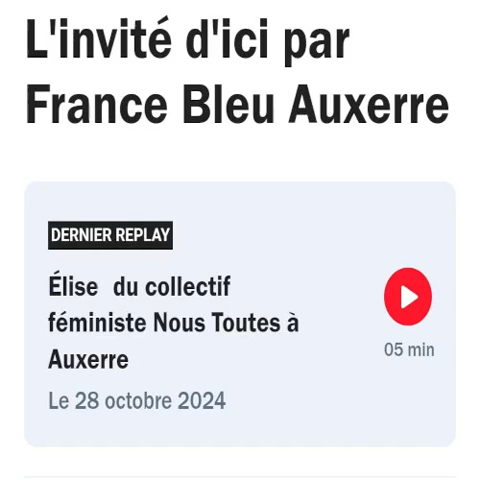 L'invité d'ici par
France Bleu Auxerre
DERNIER REPLAY
Élise du collectif
féministe Nous Toutes à
Auxerre
05 min
Le 28 octobre 2024